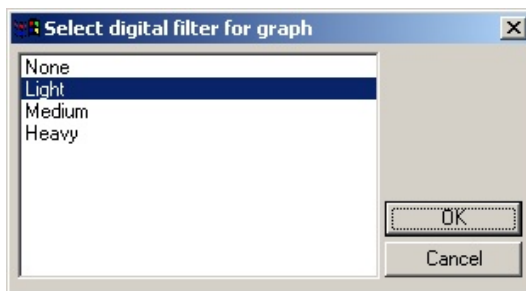 Select digital filter for graph
None
Light
Medium
Heavy
OK
Cancel